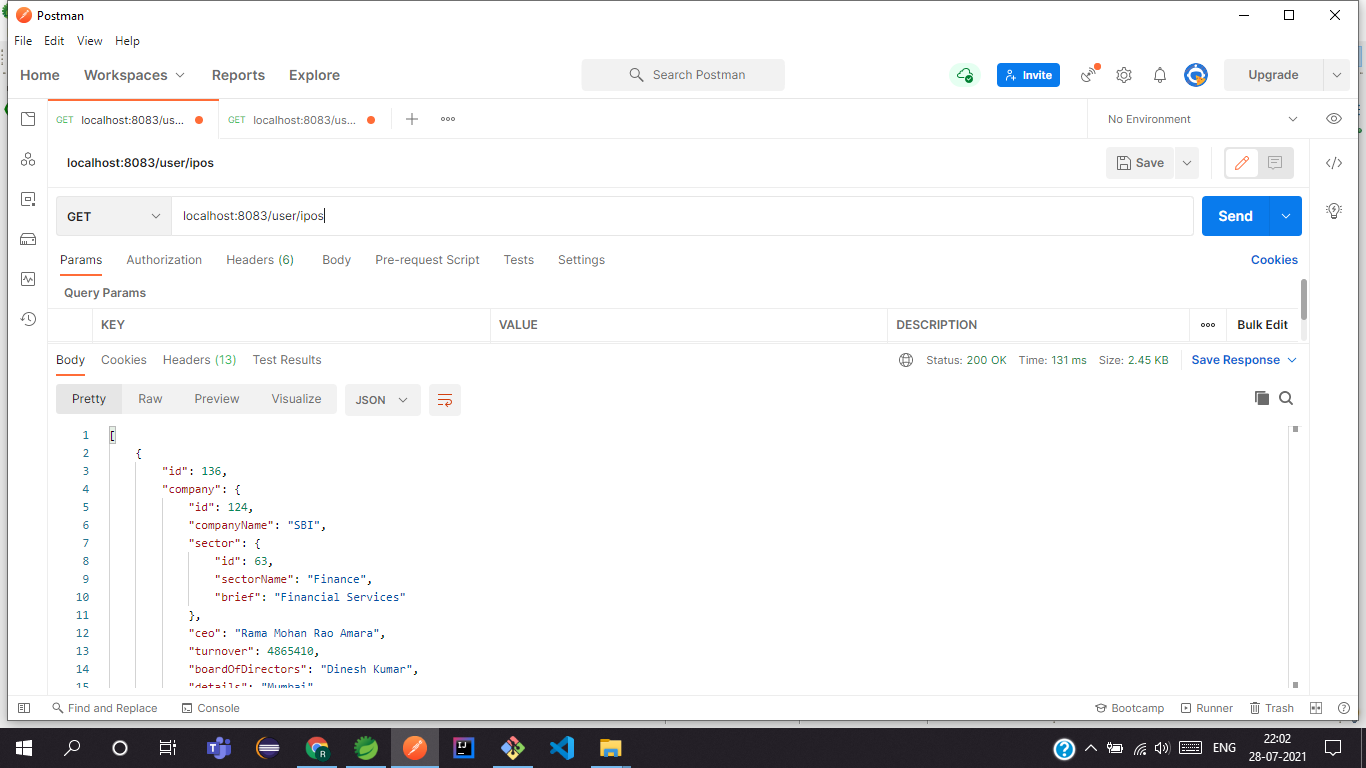 Postman
File Edit View Help
Home Workspaces Reports Explore Search Postman Invite Upgrade
GET localhost:8083/us... GET localhost:8083/us... No Environment
localhost:8083/user/ipos Save
GET localhost:8083/user/ipos Send
Params Authorization Headers (6) Body Pre-request Script Tests Settings Cookies
Query Params
KEY VALUE DESCRIPTION Bulk Edit
Body Cookies Headers (13) Test Results Status: 200 OK Time: 131 ms Size: 2.45 KB Save Response
Pretty Raw Preview Visualize JSON
1 [
2 {
3 "id": 136,
4 "company": {
5 "id": 124,
6 "companyName": "SBI",
7 "sector": {
8 "id": 63,
9 "sectorName": "Finance",
10 "brief": "Financial Services"
11 },
12 "ceo": "Rama Mohan Rao Amara",
13 "turnover": 4865410,
14 "boardOfDirectors": "Dinesh Kumar",
15 "details": "Mumbai"
Find and Replace Console Bootcamp Runner Trash
ENG 22:02
28-07-2021